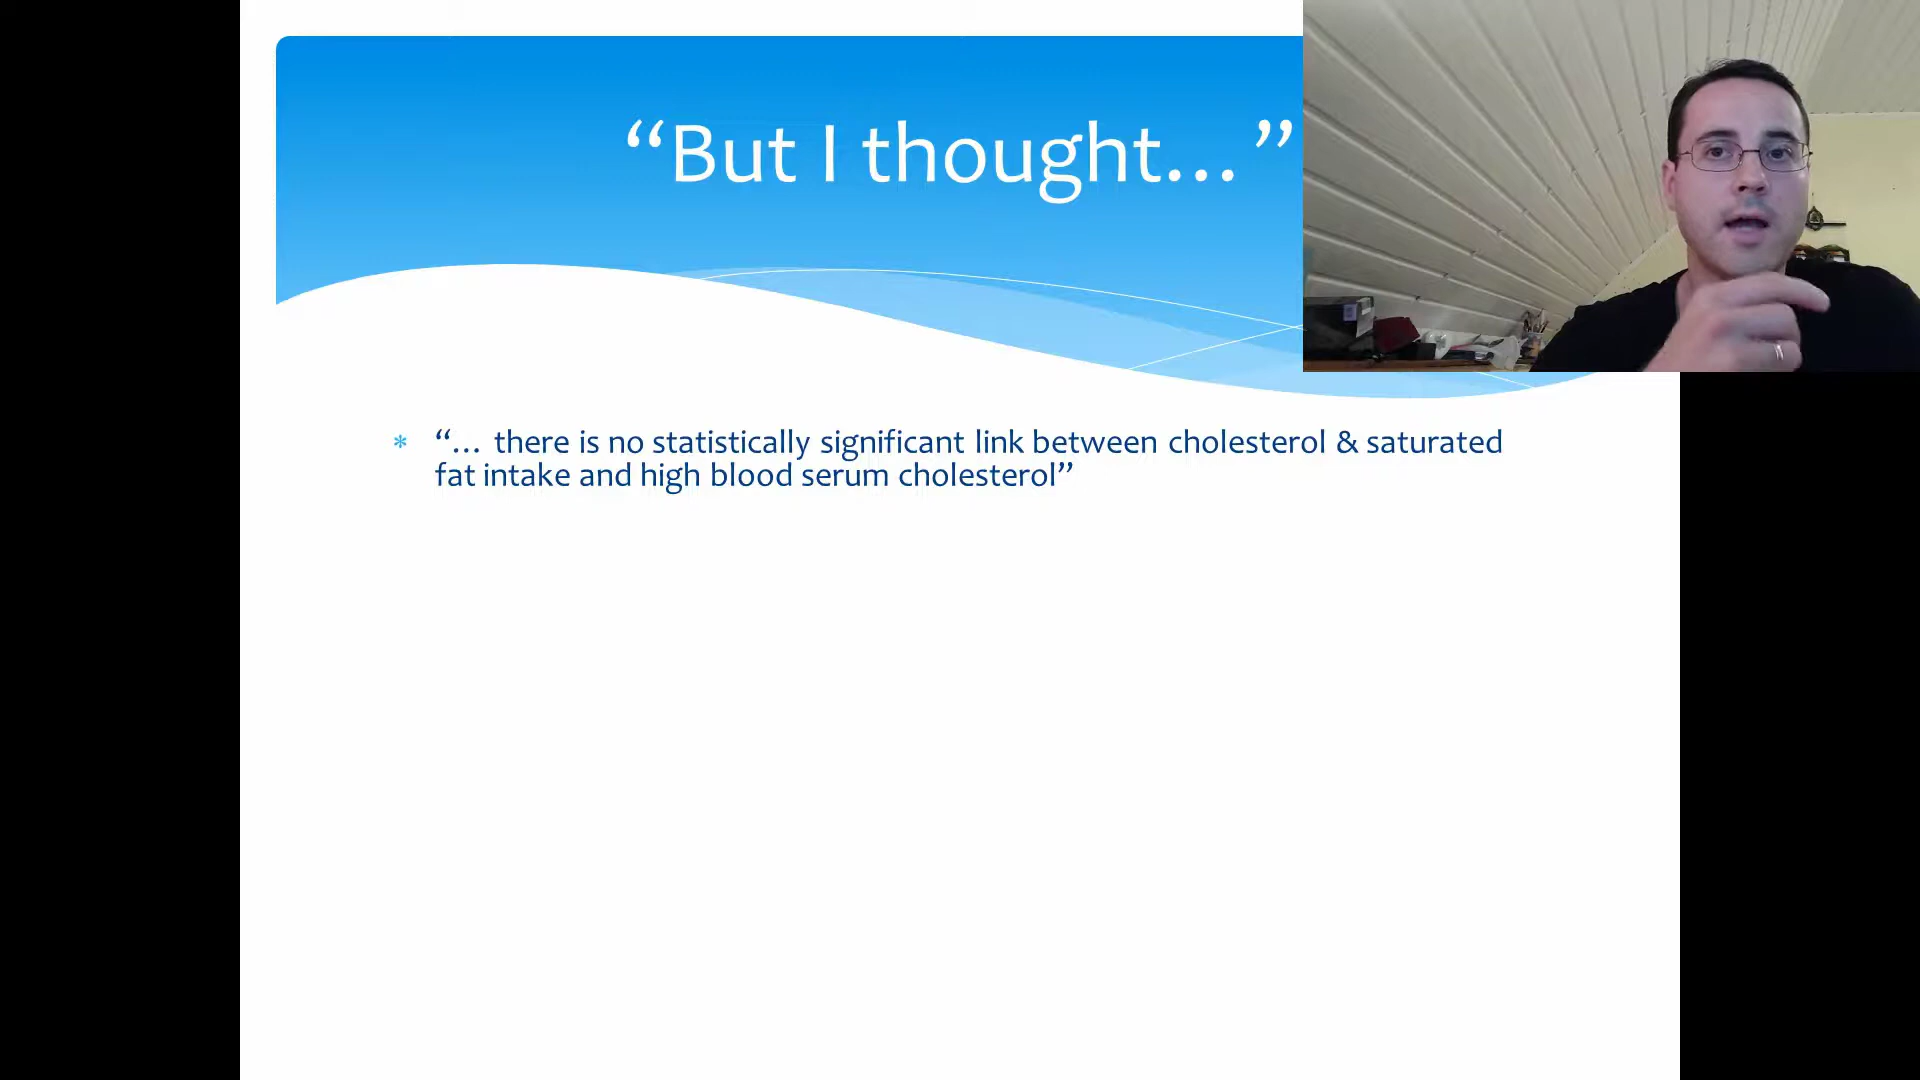 “But I thought…”
“… there is no statistically significant link between cholesterol & saturated
fat intake and high blood serum cholesterol”